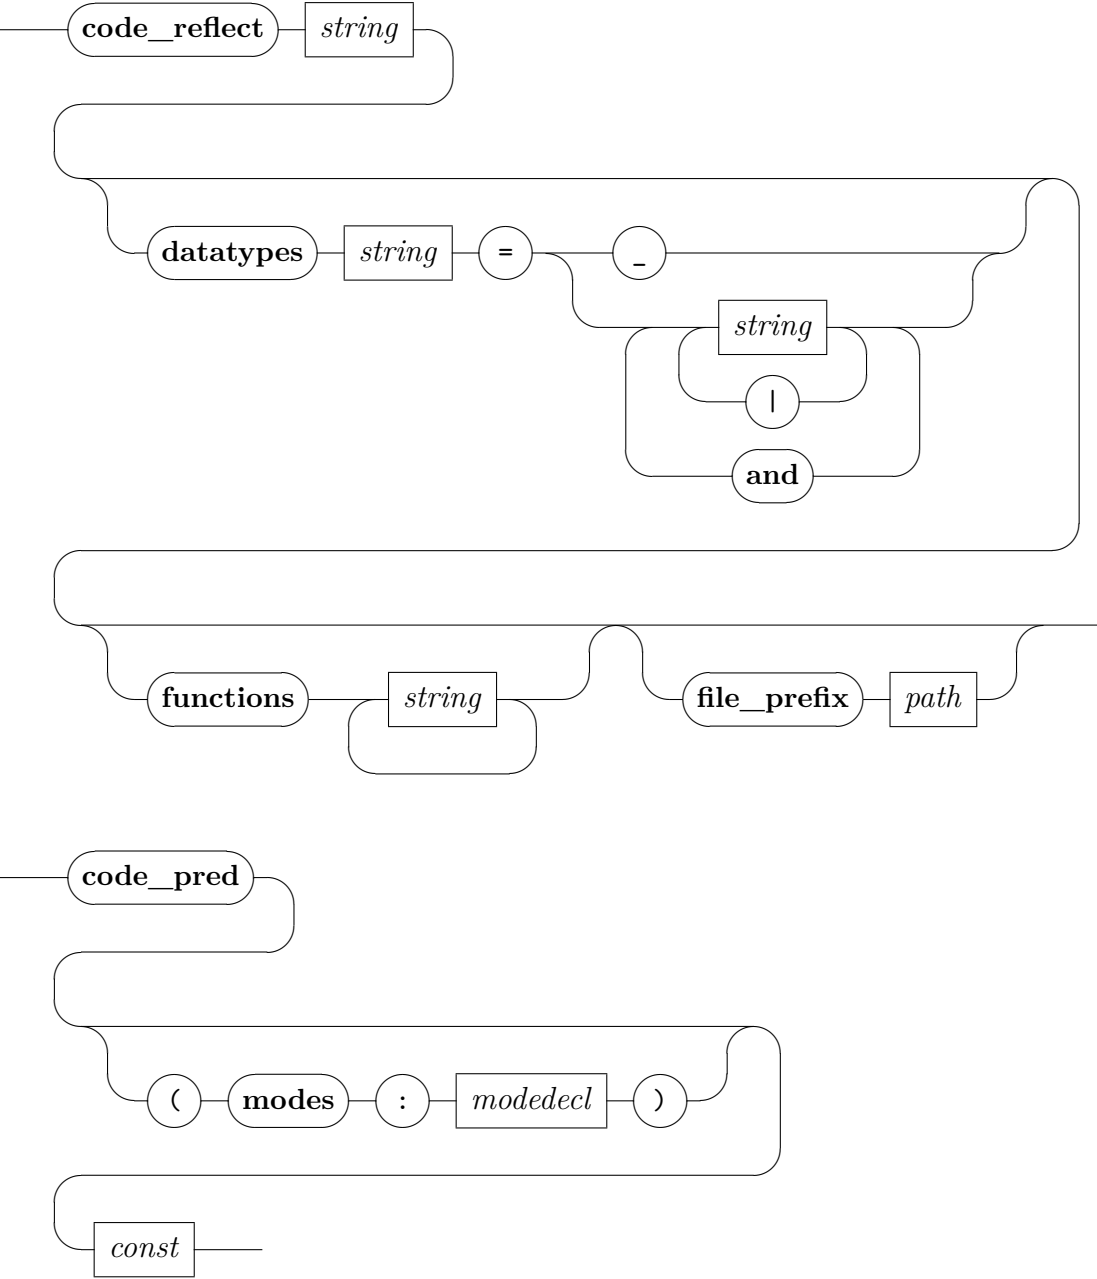 code_reflect string
datatypes string = _
string
|
and
functions string file_prefix path
code_pred
( modes : modedecl )
const